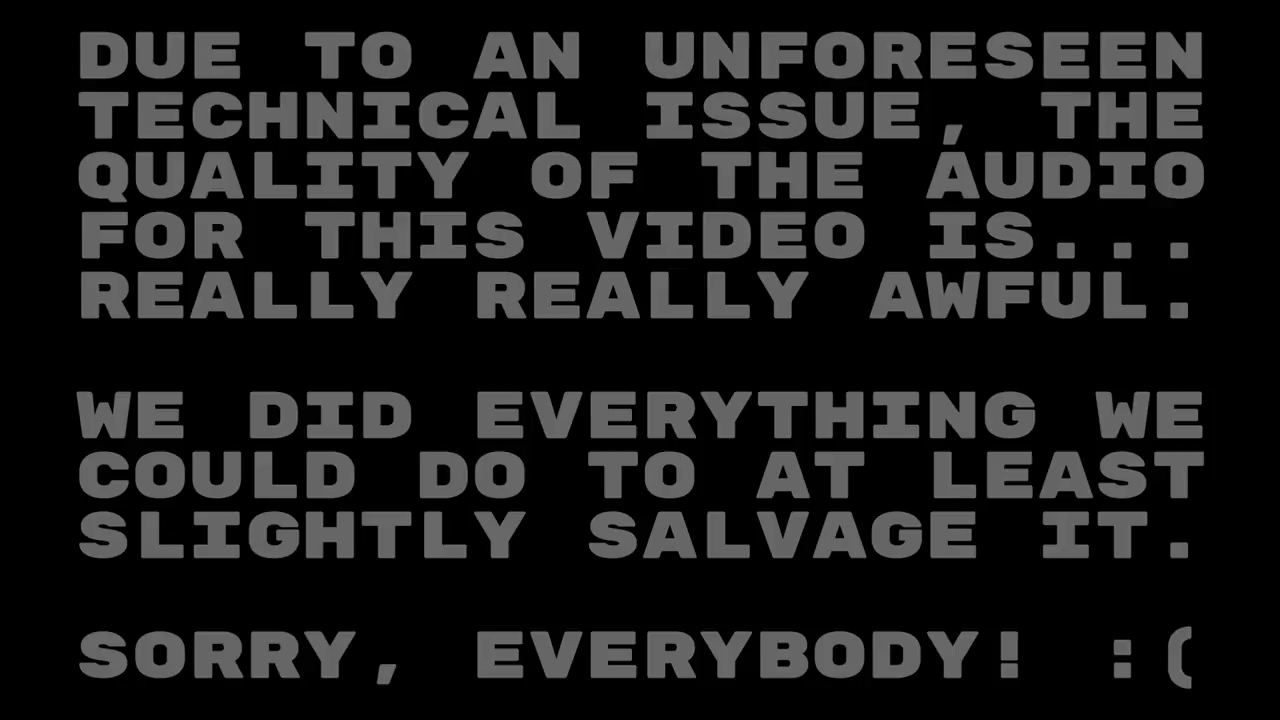 DUE TO AN UNFORESEEN
TECHNICAL ISSUE, THE
QUALITY OF THE AUDIO
FOR THIS VIDEO IS...
REALLY REALLY AWFUL.
WE DID EVERYTHING WE
COULD DO TO AT LEAST
SLIGHTLY SALVAGE IT.
SORRY, EVERYBODY! :(